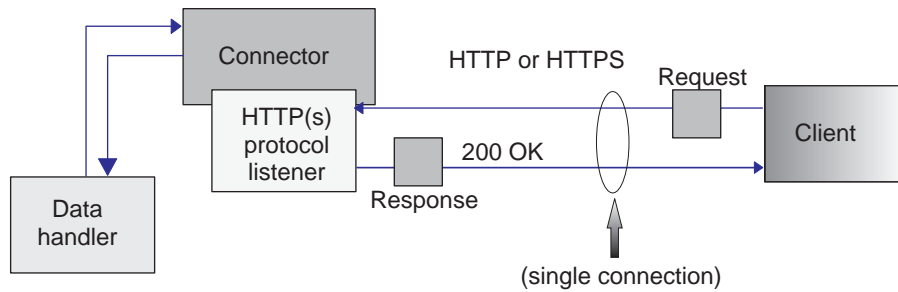 Connector
HTTP or HTTPS
Request
HTTP(s)
protocol
listener
200 OK
Client
Response
Data
handler
(single connection)